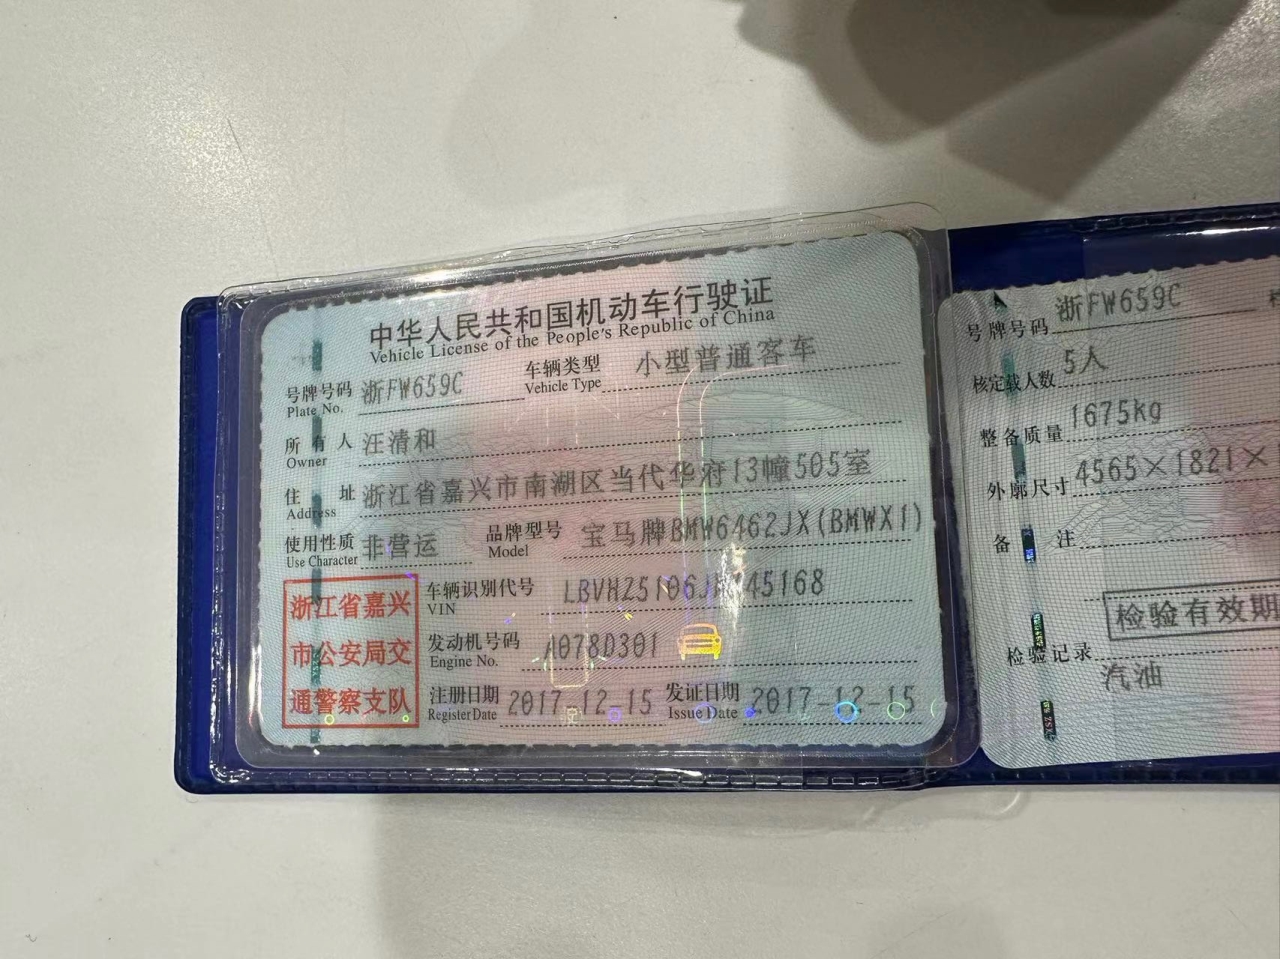 中华人民共和国机动车行驶证
Vehicle License of the People's Republic of China
号牌号码 浙FW659C 车辆类型 小型普通客车
Plate No. Vehicle Type
所有人 汪清和
Owner
住址 浙江省嘉兴市南湖区当代华府13幢505室
Address
使用性质 非营运 品牌型号 宝马牌BMW6462JX(BMWX1)
Use Character Model
浙江省嘉兴
市公安局交
通警察支队
车辆识别代号
VIN
发动机号码 A078D301
Engine No.
注册日期 2017-12-15 发证日期 2017-12-15
Register Date Issue Date
号牌号码 浙FW659C
核定载人数 5人
整备质量 1675kg
外廓尺寸 4565×1821×
备注
检验有效期
检验记录
汽油